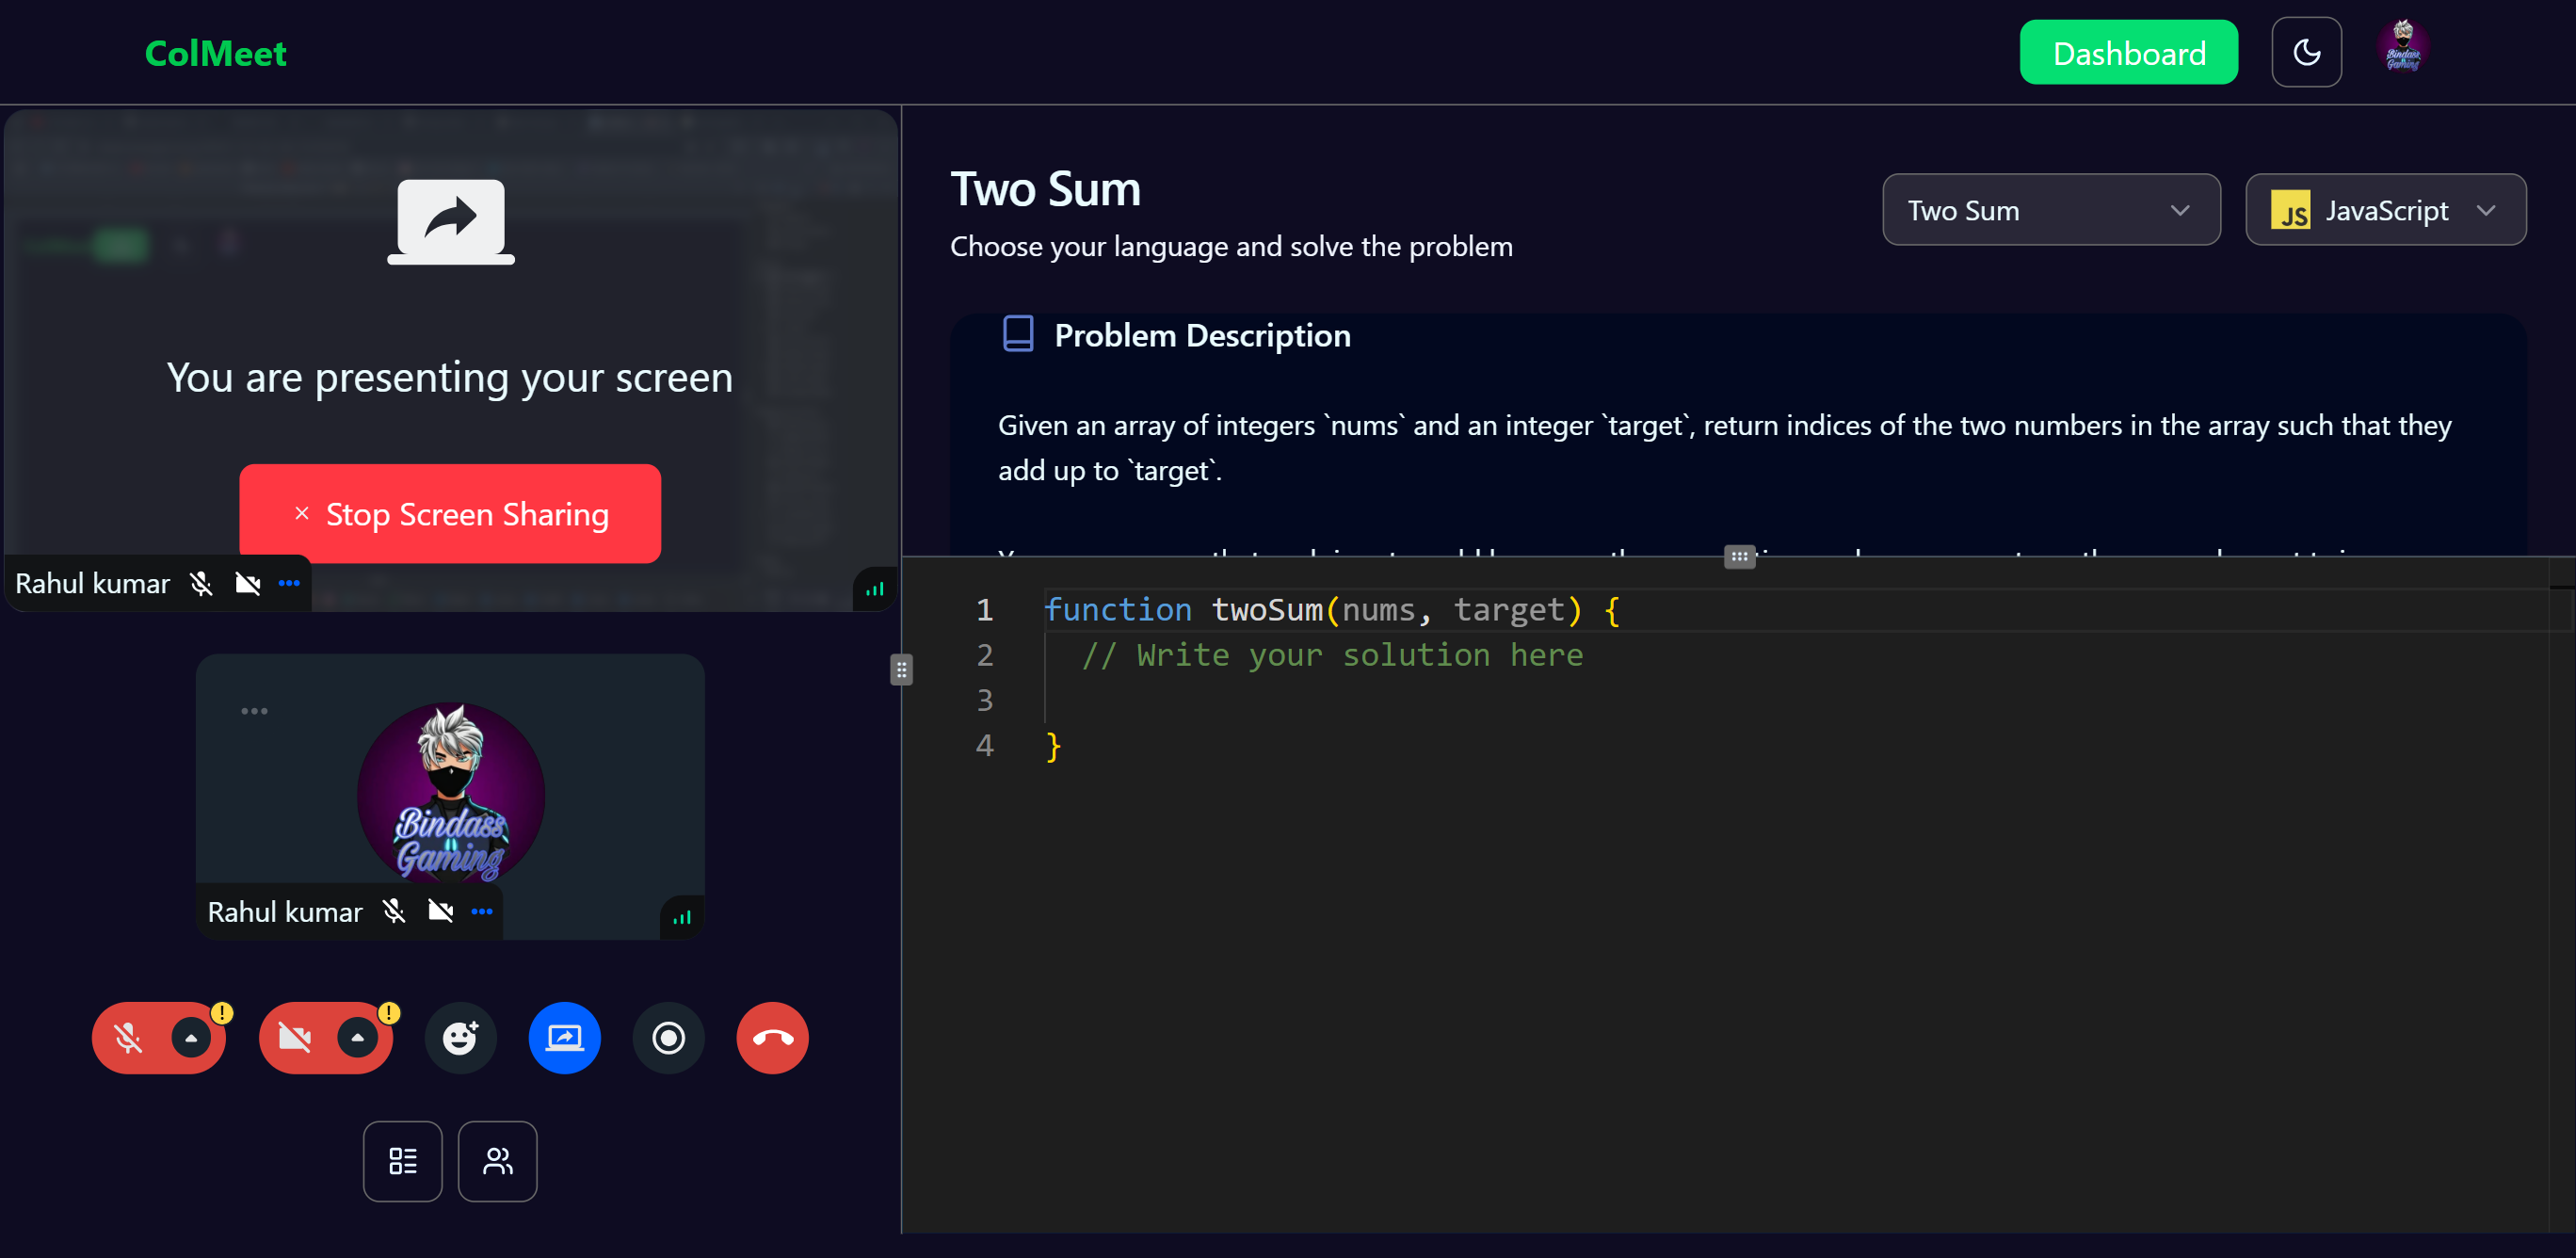 ColMeet
Dashboard
Bindass
Gaming
You are presenting your screen
× Stop Screen Sharing
Rahul kumar
Bindass
Gaming
Rahul kumar
Two Sum
Choose your language and solve the problem
Two Sum
JS JavaScript
Problem Description
Given an array of integers `nums` and an integer `target`, return indices of the two numbers in the array such that they
add up to `target`.
1 function twoSum(nums, target) {
2 // Write your solution here
3
4 }